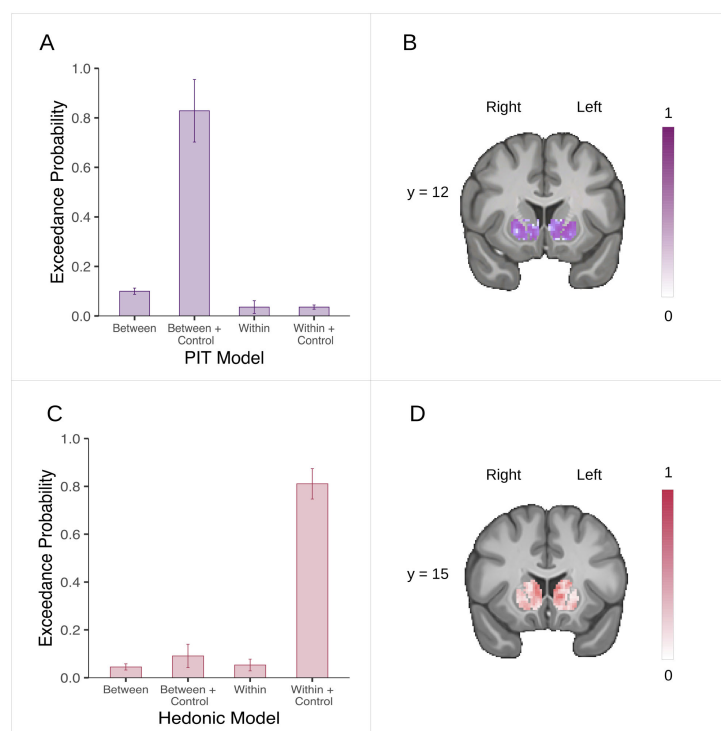 A
Exceedance Probability
1.0
0.8
0.6
0.4
0.2
0.0
Between
Between +
Control
Within
Within +
Control
PIT Model
B
Right Left
y = 12
1
0
C
Exceedance Probability
1.0
0.8
0.6
0.4
0.2
0.0
Between
Between +
Control
Within
Within +
Control
Hedonic Model
D
Right Left
y = 15
1
0